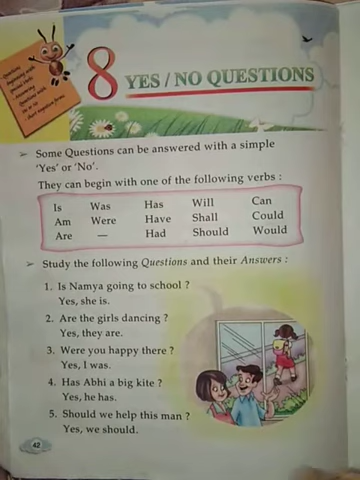 Questions
beginning with
8 YES / NO QUESTIONS
➢ Some Questions can be answered with a simple
'Yes' or 'No'.
They can begin with one of the following verbs :
Is Was Has Will Can
Am Were Have Shall Could
Are — Had Should Would
➢ Study the following Questions and their Answers :
1. Is Namya going to school ?
Yes, she is.
2. Are the girls dancing ?
Yes, they are.
3. Were you happy there ?
Yes, I was.
4. Has Abhi a big kite ?
Yes, he has.
5. Should we help this man ?
Yes, we should.
42